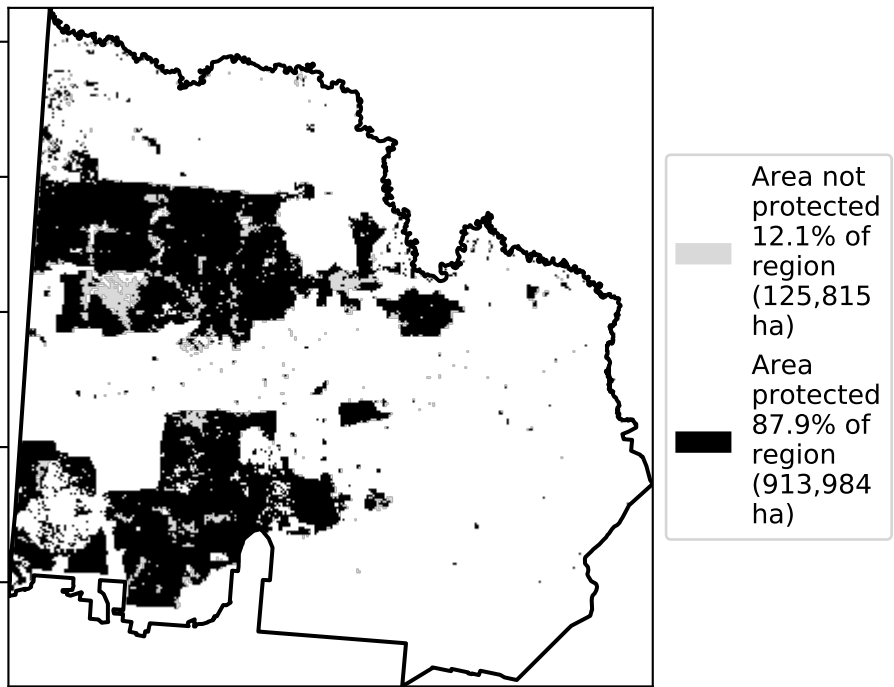 Area not
protected
12.1% of
region
(125,815
ha)
Area
protected
87.9% of
region
(913,984
ha)